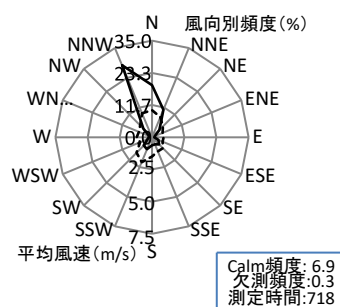 N
風向別頻度(%)
35.0
NNW
NNE
NW
23.3
NE
WN...
11.7
ENE
W
0.0
E
WSW
2.5
ESE
SW
5.0
SE
SSW
SSE
平均風速(m/s)
7.5
S
Calm頻度: 6.9
欠測頻度:0.3
測定時間:718